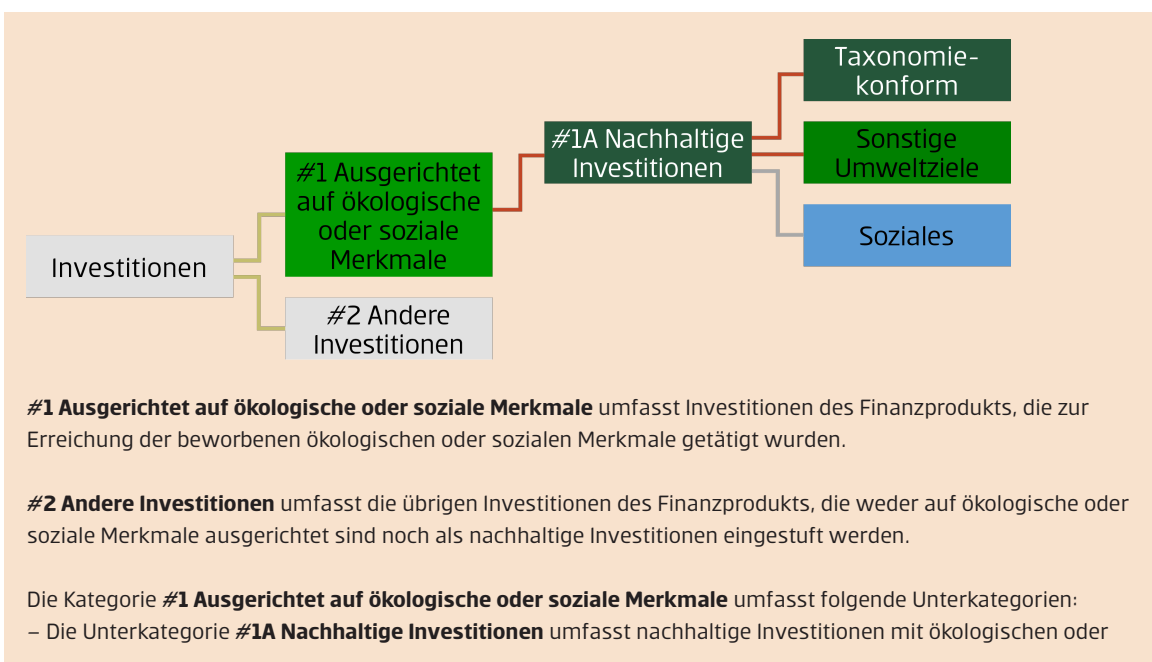 Taxonomie-
konform
#1A Nachhaltige
Investitionen
Sonstige
Umweltziele
#1 Ausgerichtet
auf ökologische
oder soziale
Merkmale
Soziales
Investitionen
#2 Andere
Investitionen
#1 Ausgerichtet auf ökologische oder soziale Merkmale umfasst Investitionen des Finanzprodukts, die zur
Erreichung der beworbenen ökologischen oder sozialen Merkmale getätigt wurden.
#2 Andere Investitionen umfasst die übrigen Investitionen des Finanzprodukts, die weder auf ökologische oder
soziale Merkmale ausgerichtet sind noch als nachhaltige Investitionen eingestuft werden.
Die Kategorie #1 Ausgerichtet auf ökologische oder soziale Merkmale umfasst folgende Unterkategorien:
– Die Unterkategorie #1A Nachhaltige Investitionen umfasst nachhaltige Investitionen mit ökologischen oder